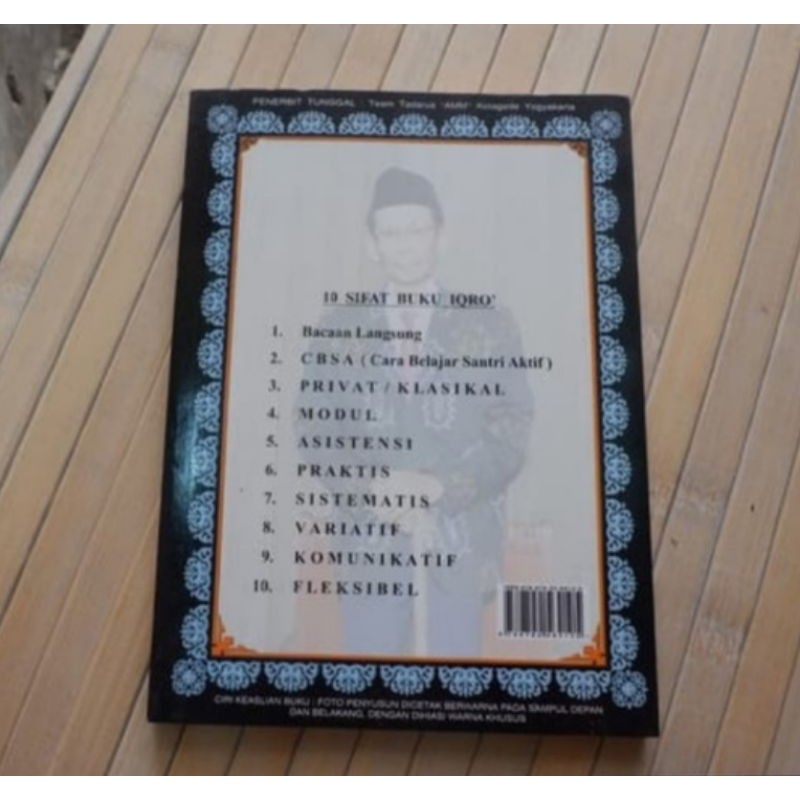 PENERBIT TUNGGAL : Team Tadarus "AMM" Kotagede Yogyakarta
10 SIFAT BUKU IQRO'
1. Bacaan Langsung
2. CBSA ( Cara Belajar Santri Aktif )
3. PRIVAT / KLASIKAL
4. MODUL
5. ASISTENSI
6. PRAKTIS
7. SISTEMATIS
8. VARIATIF
9. KOMUNIKATIF
10. FLEKSIBEL
CIRI KEASLIAN BUKU : FOTO PENYUSUN DICETAK BERWARNA PADA SAMPUL DEPAN
DAN BELAKANG, DENGAN DIHIASI WARNA KHUSUS